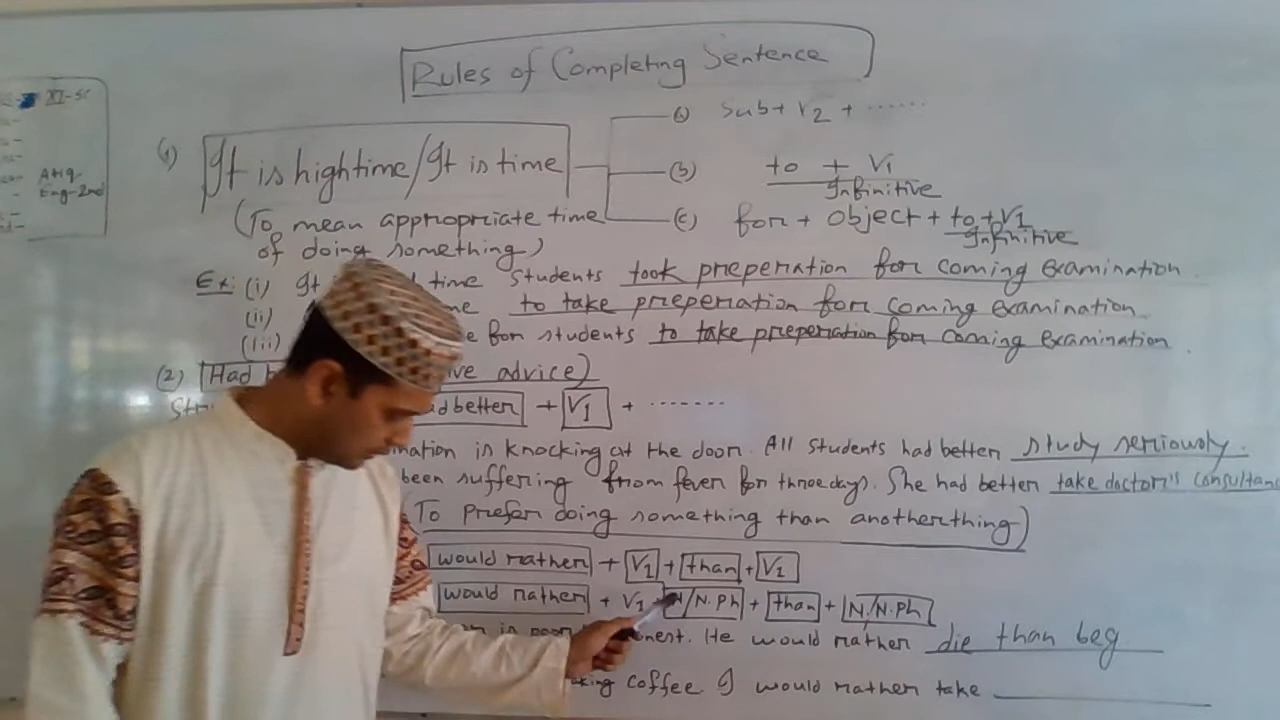 Rules of Completing Sentence
XI-sc
Atiq-
Eng-2nd
(1) It is hightime/It is time
(a) Sub + V2 + ......
(b) to + V1
Infinitive
(c) for + object + to + V1
Infinitive
(To mean appropriate time
of doing something)
Ex: (i) It time students took preperation for coming examination
(ii) to take preperation for coming examination
(iii) for students to take preperation for coming examination.
(2) Had advice)
better + V1 + .......
is knocking at the door. All students had better study seriously.
been suffering from fever for three days. She had better take doctor's
(To prefer doing something than anotherthing)
would rather + V1 + than + V1
would rather + V1 N/N.Ph + than + N/N.Ph
is He would rather die than beg
coffee I would rather take